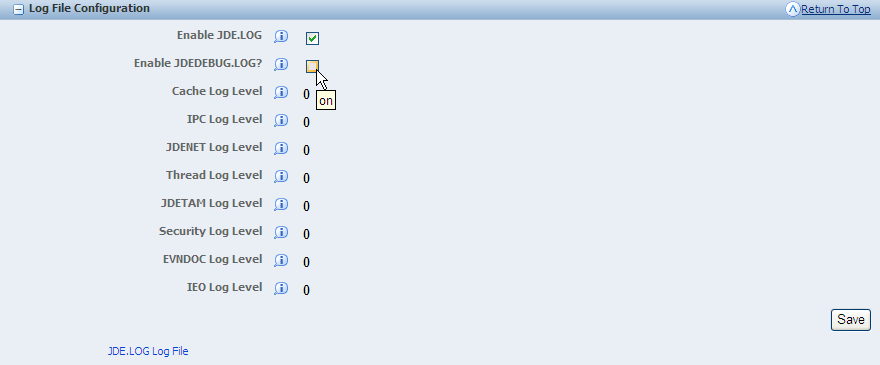 Log File Configuration Return To Top
Enable JDE.LOG
Enable JDEDEBUG.LOG?
Cache Log Level 0
on
IPC Log Level 0
JDENET Log Level 0
Thread Log Level 0
JDETAM Log Level 0
Security Log Level 0
EVNDOC Log Level 0
IEO Log Level 0
Save
JDE.LOG Log File